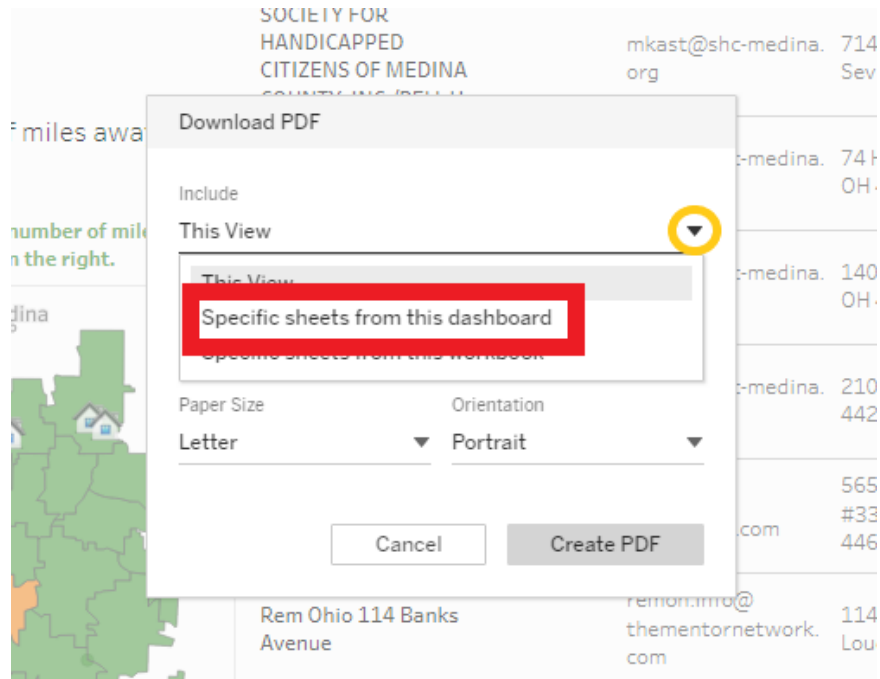 SOCIETY FOR
HANDICAPPED
CITIZENS OF MEDINA
mkast@shc-medina.
org
714
Sev
miles awa
number of mil
n the right.
dina
Download PDF
Include
This View
This View
Specific sheets from this dashboard
Specific sheets from this workbook
Paper Size
Orientation
Letter
Portrait
Cancel
Create PDF
-medina.
74 H
OH
-medina.
140
OH
-medina.
210
442
.com
565
#33
446
Rem Ohio 114 Banks
Avenue
remon.info@
thementornetwork.
com
114
Lou